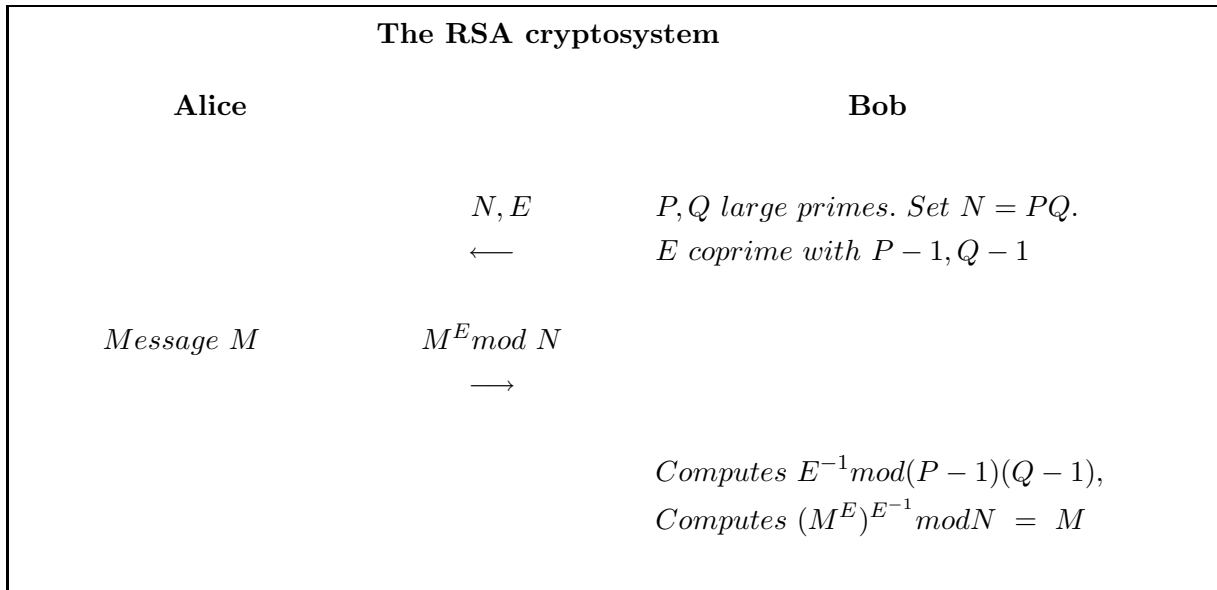 The RSA cryptosystem
Alice Bob
N, E P, Q large primes. Set N = PQ.
⟵ E coprime with P − 1, Q − 1
Message M M^E mod N
⟶
Computes E^{−1} mod(P − 1)(Q − 1),
Computes (M^E)^{E^{−1}} modN = M